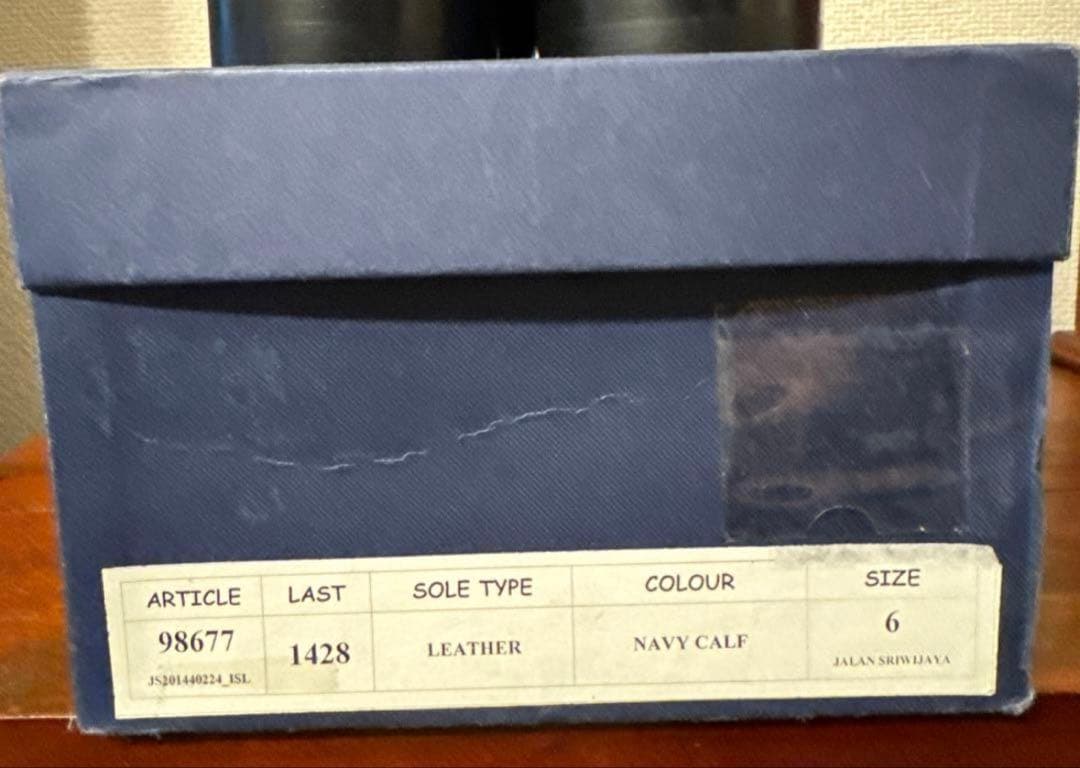 ARTICLE LAST SOLE TYPE COLOUR SIZE
98677 1428 LEATHER NAVY CALF 6
JS201440224_ISL JALAN SRIWIJAYA